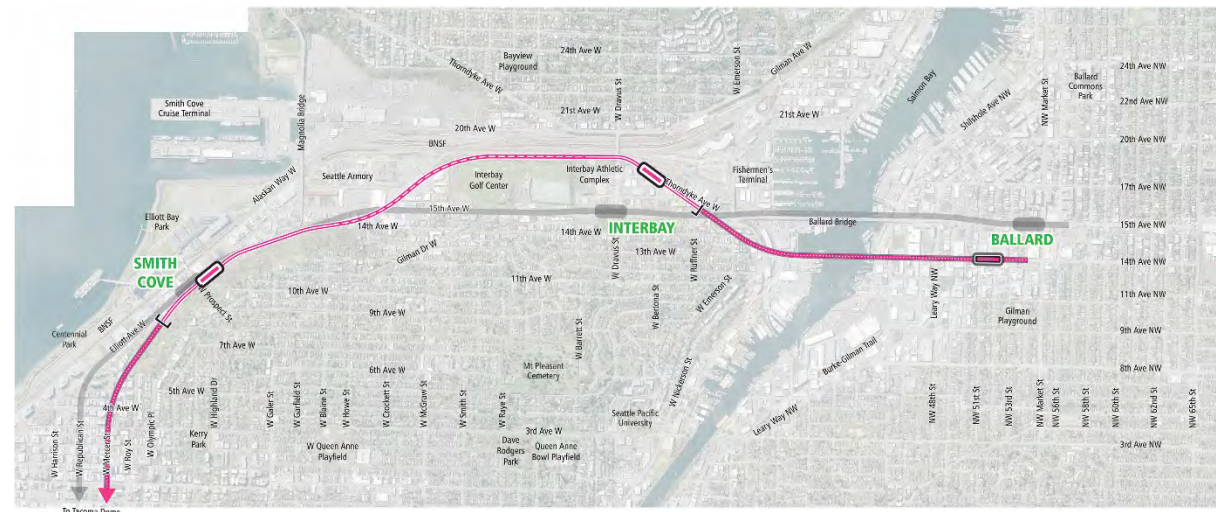 24th Ave W
Bayview
Playground
Thorndyke Ave W
21st Ave W
W Dravus St
W Emerson St
Gilman Ave W
21st Ave W
Salmon Bay
Shilshole Ave NW
NW Market St
Ballard
Commons
Park
24th Ave NW
22nd Ave NW
20th Ave NW
17th Ave NW
15th Ave NW
14th Ave NW
11th Ave NW
9th Ave NW
8th Ave NW
3rd Ave NW
Smith Cove
Cruise Terminal
Magnolia Bridge
20th Ave W
BNSF
Seattle Armory
Alaskan Way W
Interbay
Golf Center
Interbay Athletic
Complex
Thorndyke Ave W
Fishermen's
Terminal
Elliott Bay
Park
15th Ave W
14th Ave W
14th Ave W
INTERBAY
Ballard Bridge
BALLARD
SMITH
COVE
Gilman Dr W
13th Ave W
W Dravus St
W Ruffner St
W Emerson St
W Prospect St
10th Ave W
11th Ave W
9th Ave W
W Bertona St
Leary Way NW
Gilman
Playground
BNSF
Centennial
Park
Elliott Ave W
7th Ave W
6th Ave W
W Barrett St
Mt Pleasant
Cemetery
W Nickerson St
Burke-Gilman Trail
5th Ave W
4th Ave W
W Highland Dr
W Galer St
W Garfield St
W Blaine St
W Howe St
W Crockett St
W McGraw St
W Smith St
W Raye St
Seattle Pacific
University
Leary Way NW
NW 48th St
NW 51st St
NW 53rd St
NW Market St
NW 56th St
NW 58th St
NW 60th St
NW 62nd St
NW 65th St
W Harrison St
W Republican St
W Mercer St
W Roy St
W Olympic Pl
Kerry
Park
W Queen Anne
Playfield
3rd Ave W
Dave
Rodgers
Park
Queen Anne
Bowl Playfield
To Tacoma Dome